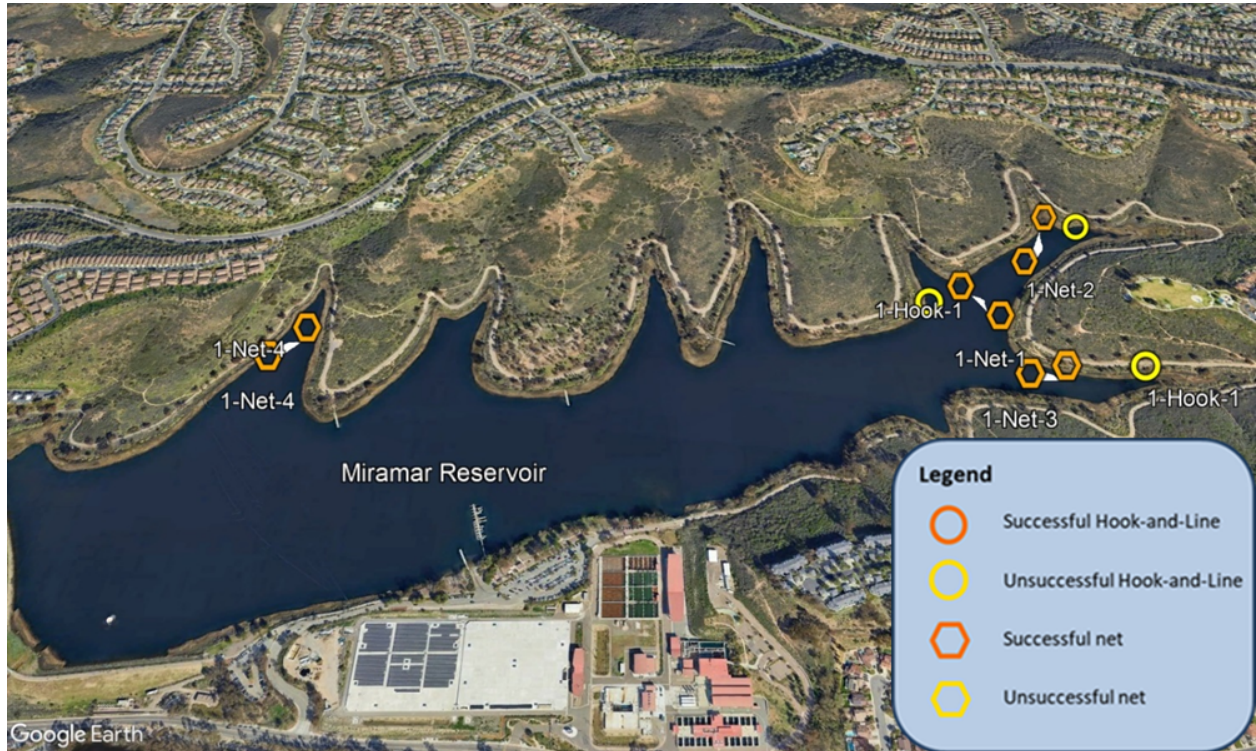 1-Net-2
1-Hook-1
1-Net-4
1-Net-1
1-Net-4
1-Hook-1
1-Net-3
Miramar Reservoir
Legend
Successful Hook-and-Line
Unsuccessful Hook-and-Line
Successful net
Unsuccessful net
Google Earth